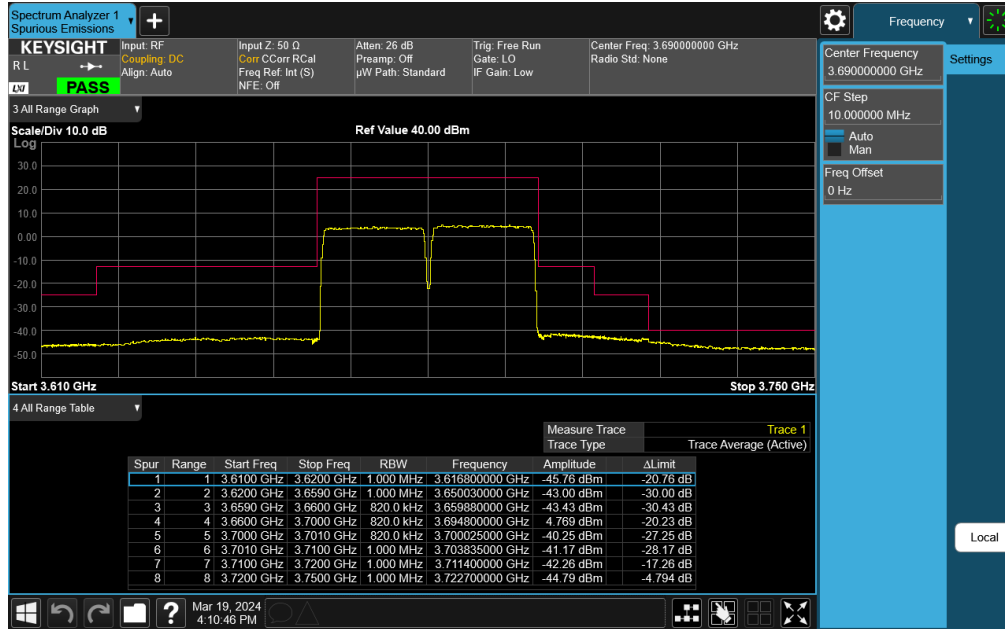 Spectrum Analyzer 1
Spurious Emissions
Frequency
KEYSIGHT
R L
LXI
PASS
Input: RF
Coupling: DC
Align: Auto
Input Z: 50 Ω
Corr CCorr RCal
Freq Ref: Int (S)
NFE: Off
Atten: 26 dB
Preamp: Off
µW Path: Standard
Trig: Free Run
Gate: LO
IF Gain: Low
Center Freq: 3.690000000 GHz
Radio Std: None
Center Frequency
3.690000000 GHz
Settings
CF Step
10.000000 MHz
Auto
Man
Freq Offset
0 Hz
3 All Range Graph
Scale/Div 10.0 dB
Ref Value 40.00 dBm
Log
30.0
20.0
10.0
0.00
-10.0
-20.0
-30.0
-40.0
-50.0
Start 3.610 GHz
Stop 3.750 GHz
4 All Range Table
Measure Trace Trace 1
Trace Type Trace Average (Active)
Spur Range Start Freq Stop Freq RBW Frequency Amplitude ΔLimit
1 1 3.6100 GHz 3.6200 GHz 1.000 MHz 3.616800000 GHz -45.76 dBm -20.76 dB
2 2 3.6200 GHz 3.6590 GHz 1.000 MHz 3.650030000 GHz -43.00 dBm -30.00 dB
3 3 3.6590 GHz 3.6600 GHz 820.0 kHz 3.659880000 GHz -43.43 dBm -30.43 dB
4 4 3.6600 GHz 3.7000 GHz 820.0 kHz 3.694800000 GHz 4.769 dBm -20.23 dB
5 5 3.7000 GHz 3.7010 GHz 820.0 kHz 3.700025000 GHz -40.25 dBm -27.25 dB
6 6 3.7010 GHz 3.7100 GHz 1.000 MHz 3.703835000 GHz -41.17 dBm -28.17 dB
7 7 3.7100 GHz 3.7200 GHz 1.000 MHz 3.711400000 GHz -42.26 dBm -17.26 dB
8 8 3.7200 GHz 3.7500 GHz 1.000 MHz 3.722700000 GHz -44.79 dBm -4.794 dB
Local
?
Mar 19, 2024
4:10:46 PM